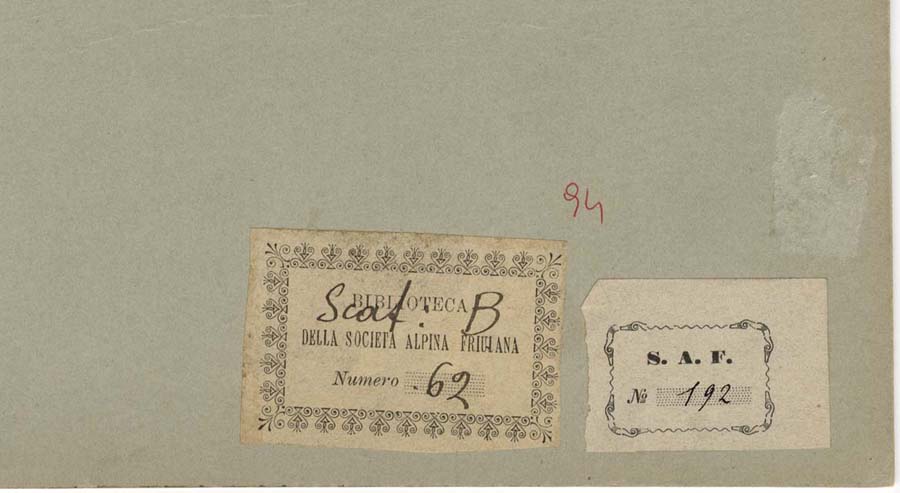 94
Scaf. B
BIBLIOTECA
DELLA SOCIETÀ ALPINA FRIULANA
Numero 62
S. A. F.
№ 192